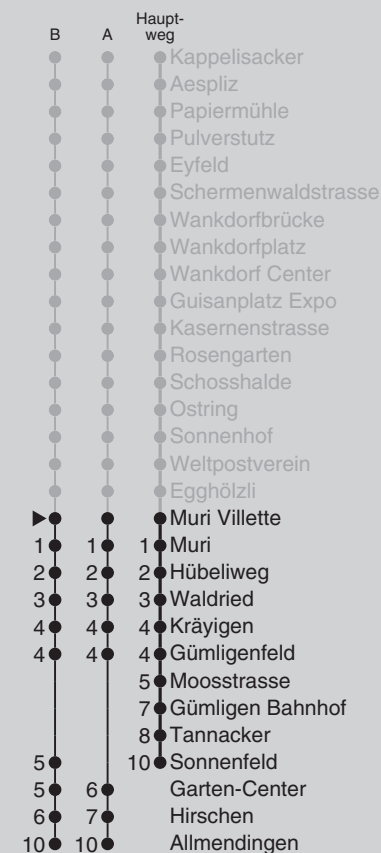 Haupt-
B A weg
Kappelisacker
Aespliz
Papiermühle
Pulverstutz
Eyfeld
Schermenwaldstrasse
Wankdorfbrücke
Wankdorfplatz
Wankdorf Center
Guisanplatz Expo
Kasernenstrasse
Rosengarten
Schosshalde
Ostring
Sonnenhof
Weltpostverein
Egghölzli
Muri Villette
1 1 1 Muri
2 2 2 Hübeliweg
3 3 3 Waldried
4 4 4 Kräyigen
4 4 4 Gümligenfeld
5 Moosstrasse
7 Gümligen Bahnhof
8 Tannacker
5 10 Sonnenfeld
5 6 Garten-Center
6 7 Hirschen
10 10 Allmendingen